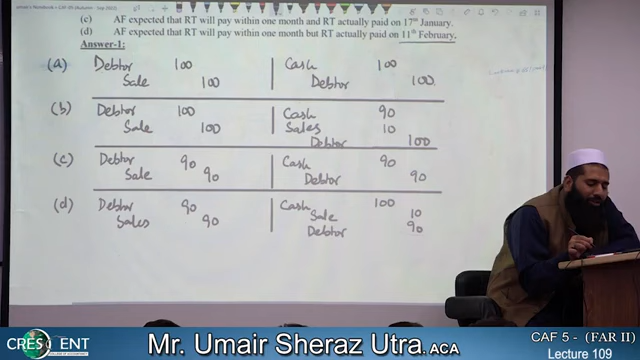 (c) AF expected that RT will pay within one month and RT actually paid on 17th January.
(d) AF expected that RT will pay within one month but RT actually paid on 11th February.
Answer-1:
(a) Debtor 100 Cash 100
Sale 100 Debtor 100
(b) Debtor 100 Cash 90
Sale 100 Sales 10
Debtor 100
(c) Debtor 90 Cash 90
Sale 90 Debtor 90
(d) Debtor 90 Cash 100
Sales 90 Sale 10
Debtor 90
CRESCENT
COLLEGE OF ACCOUNTANCY
Mr. Umair Sheraz Utra. ACA
CAF 5 - (FAR II)
Lecture 109